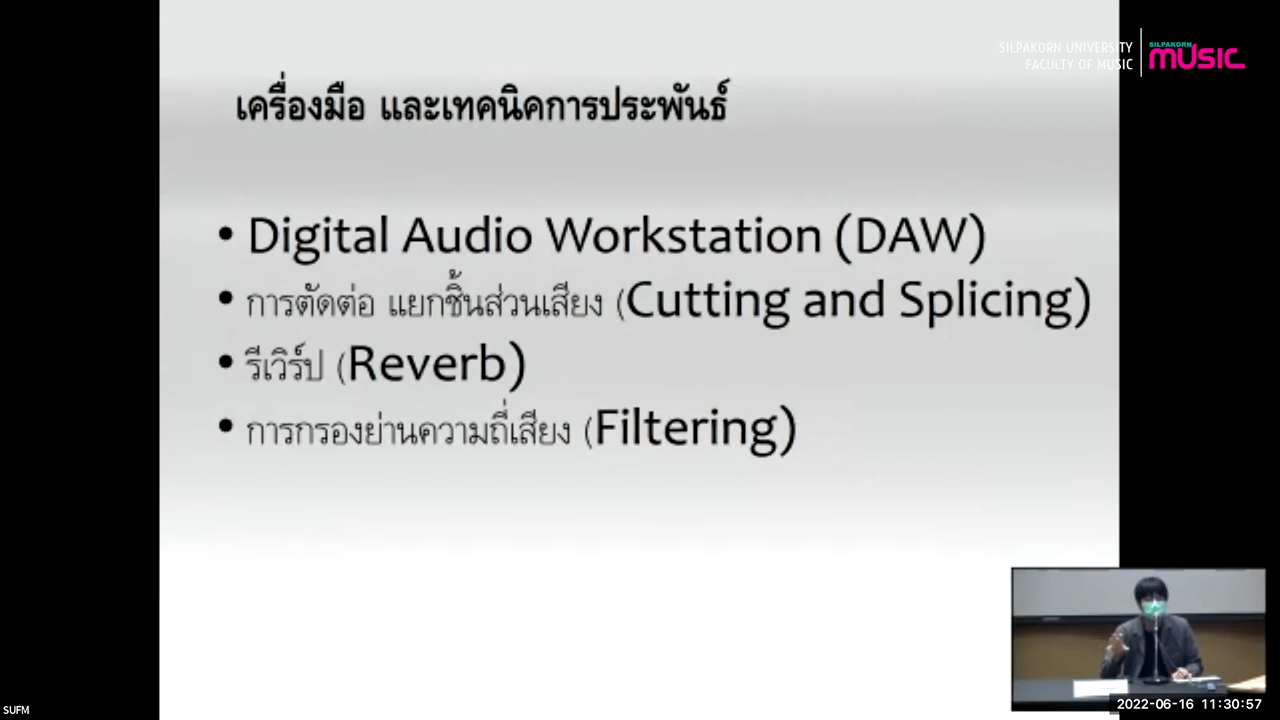 SILPAKORN UNIVERSITY
FACULTY OF MUSIC
SILPAKORN
MUSIC
เครื่องมือ และเทคนิคการประพันธ์
• Digital Audio Workstation (DAW)
• การตัดต่อ แยกชิ้นส่วนเสียง (Cutting and Splicing)
• รีเวิร์ป (Reverb)
• การกรองย่านความถี่เสียง (Filtering)
SUFM
2022-06-16 11:30:57